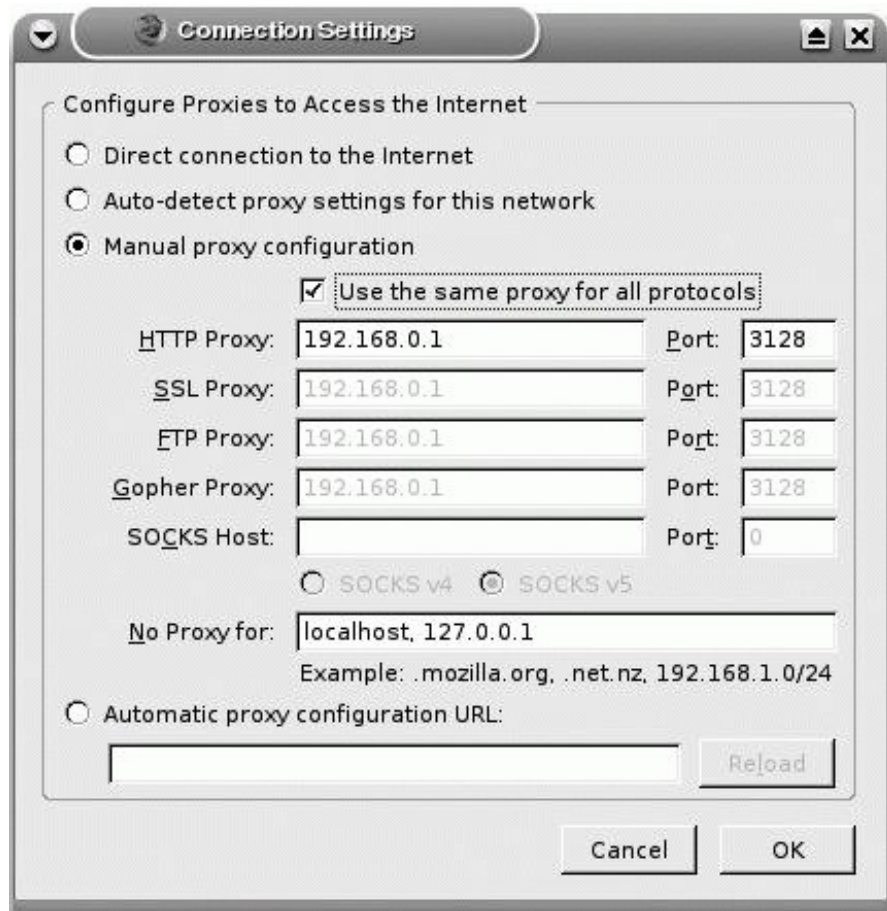 Connection Settings
Configure Proxies to Access the Internet
Direct connection to the Internet
Auto-detect proxy settings for this network
Manual proxy configuration
Use the same proxy for all protocols
HTTP Proxy: 192.168.0.1 Port: 3128
SSL Proxy: 192.168.0.1 Port: 3128
FTP Proxy: 192.168.0.1 Port: 3128
Gopher Proxy: 192.168.0.1 Port: 3128
SOCKS Host: Port: 0
SOCKS v4 SOCKS v5
No Proxy for: localhost, 127.0.0.1
Example: .mozilla.org, .net.nz, 192.168.1.0/24
Automatic proxy configuration URL:
Reload
Cancel OK